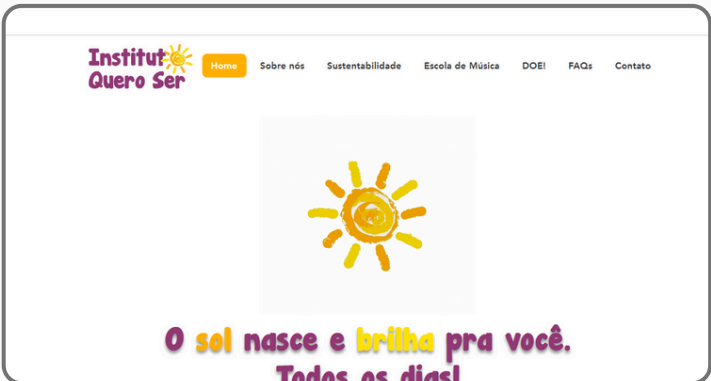 Institut
Quero Ser
Home Sobre nós Sustentabilidade Escola de Música DOE! FAQs Contato
O sol nasce e brilha pra você.
Todos os dias!